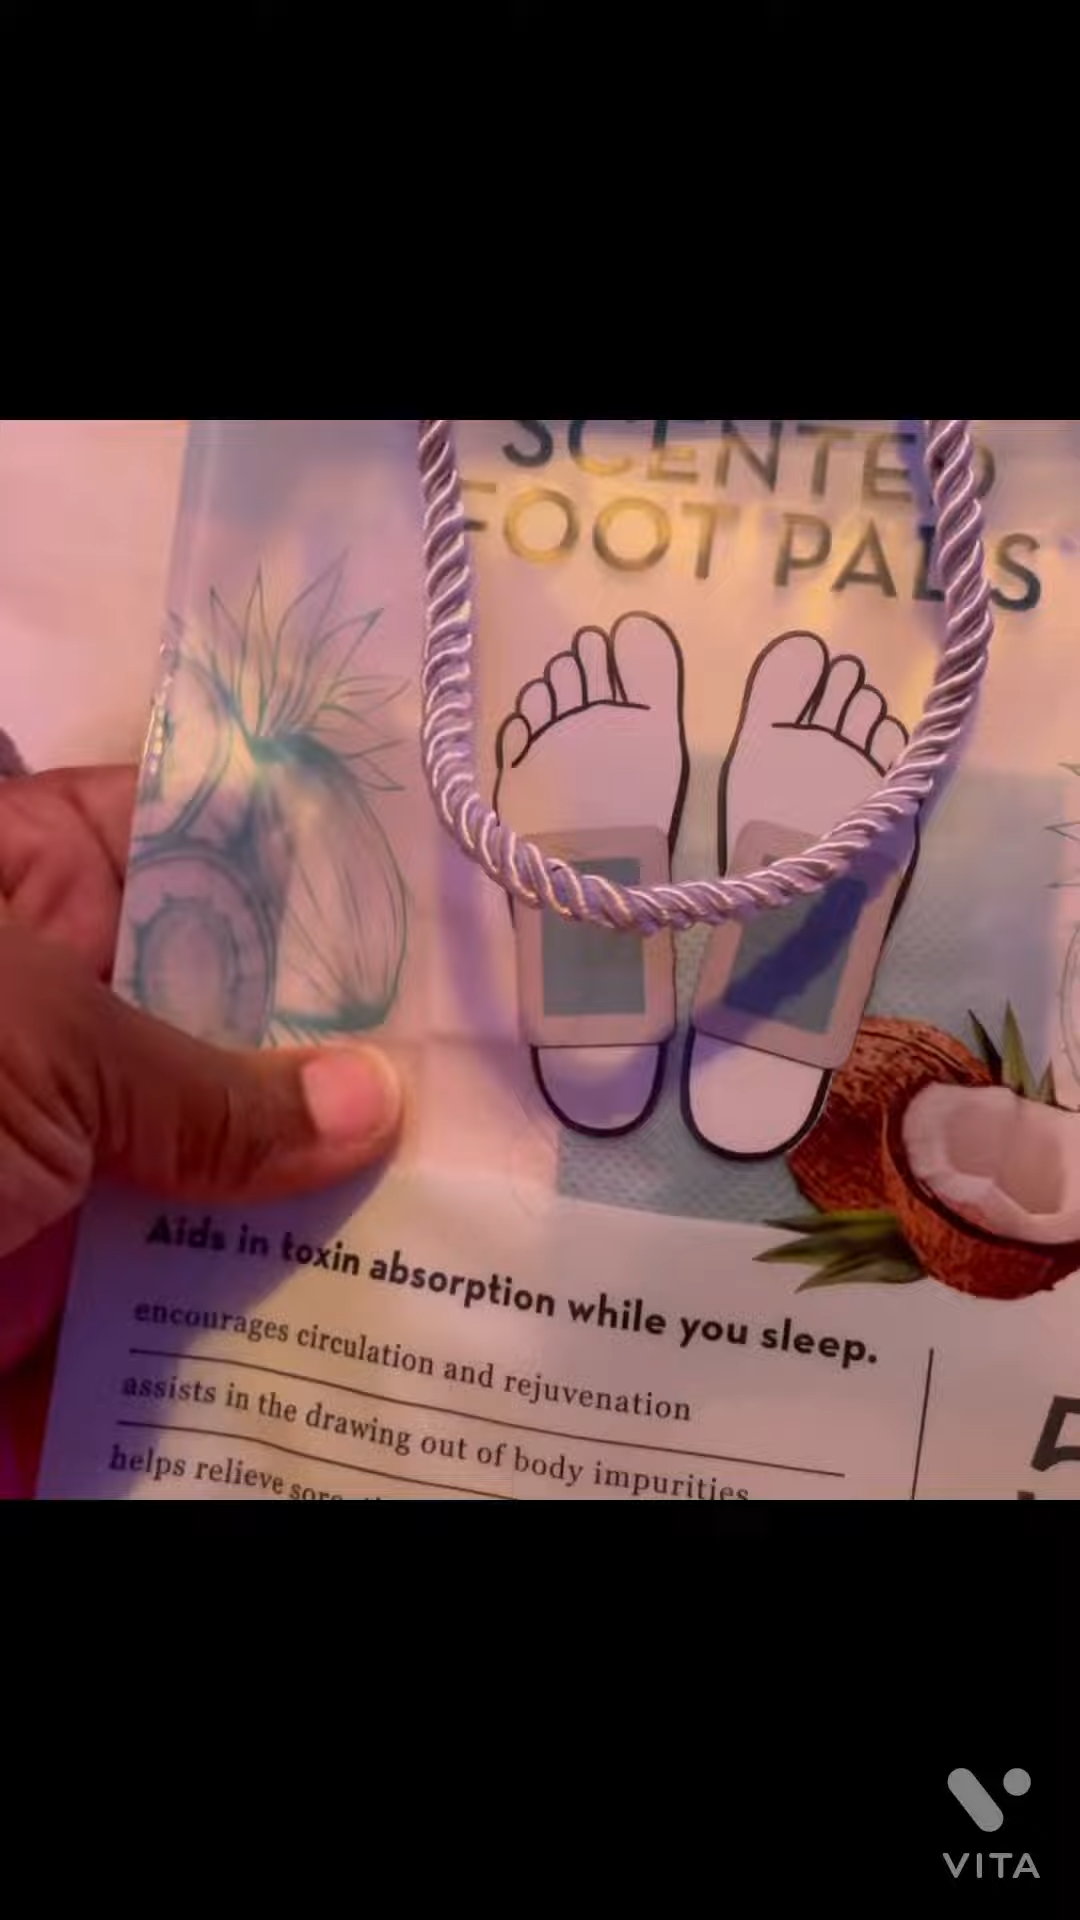 SCENTED
FOOT PADS
Aids in toxin absorption while you sleep.
encourages circulation and rejuvenation
assists in the drawing out of body impurities
helps relieve
VITA